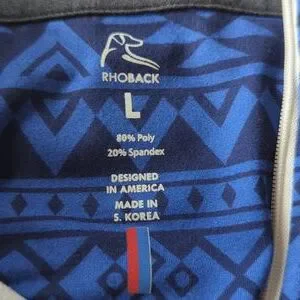 RHOBACK
L
80% Poly
20% Spandex
DESIGNED
IN AMERICA
MADE IN
S. KOREA